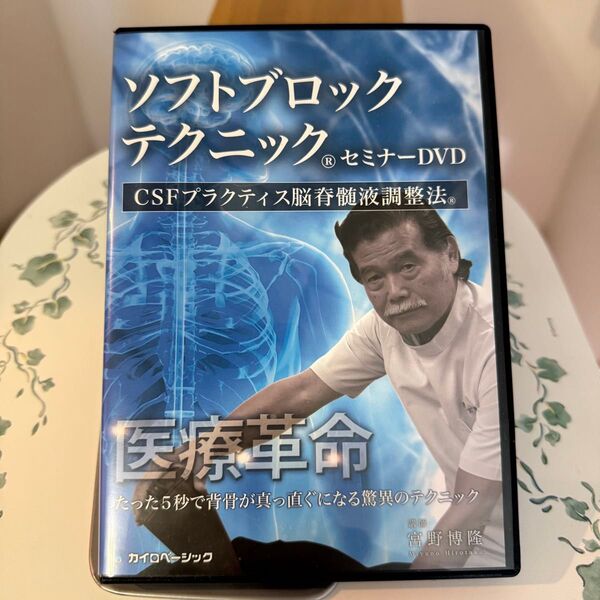 ソフトブロック
テクニック® セミナーDVD
CSFプラクティス脳脊髄液調整法®
医療革命
たった5秒で背骨が真っ直ぐになる驚異のテクニック
講師
宮野博隆
Miyano Hirotaka
カイロベーシック